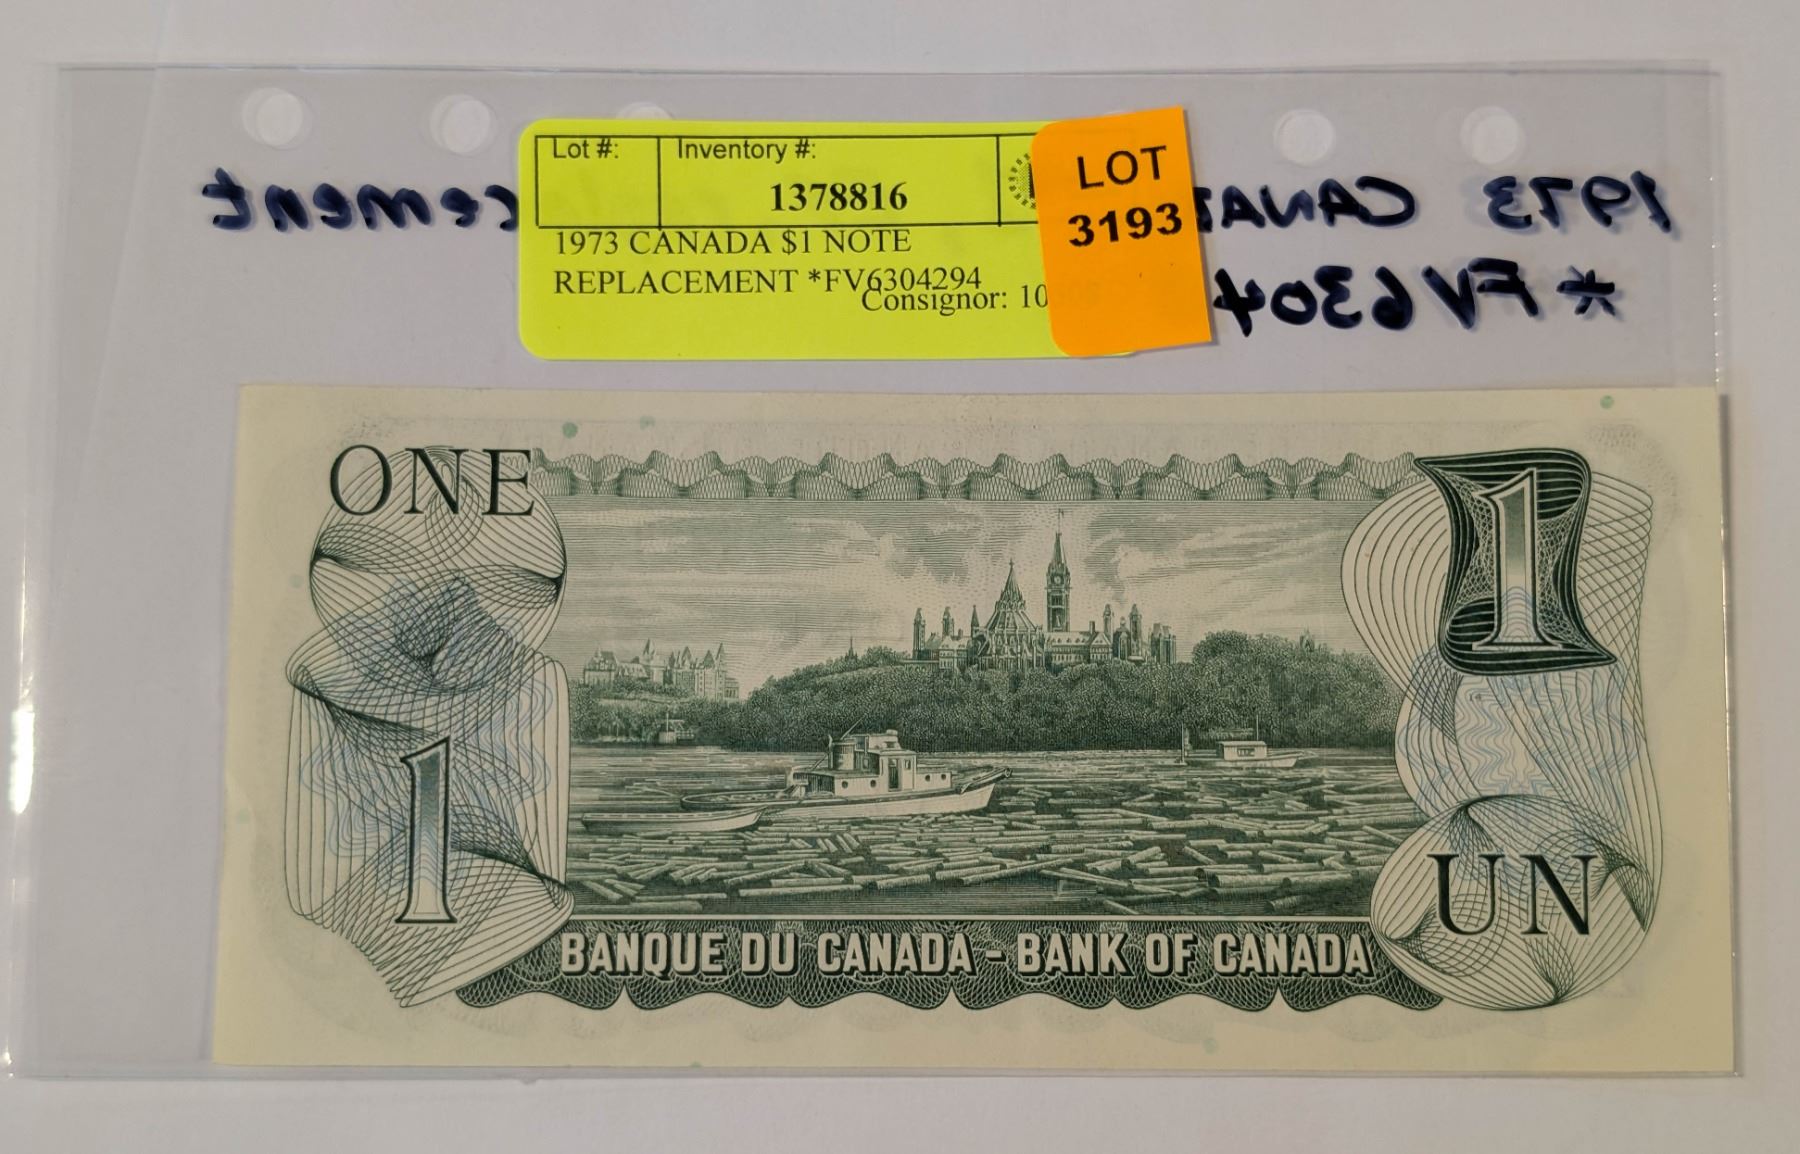 Lot #: Inventory #:
1378816
1973 CANADA $1 NOTE
REPLACEMENT *FV6304294
Consignor: 10
LOT
3193
1973
*FV6304
ONE
1
1
UN
BANQUE DU CANADA - BANK OF CANADA